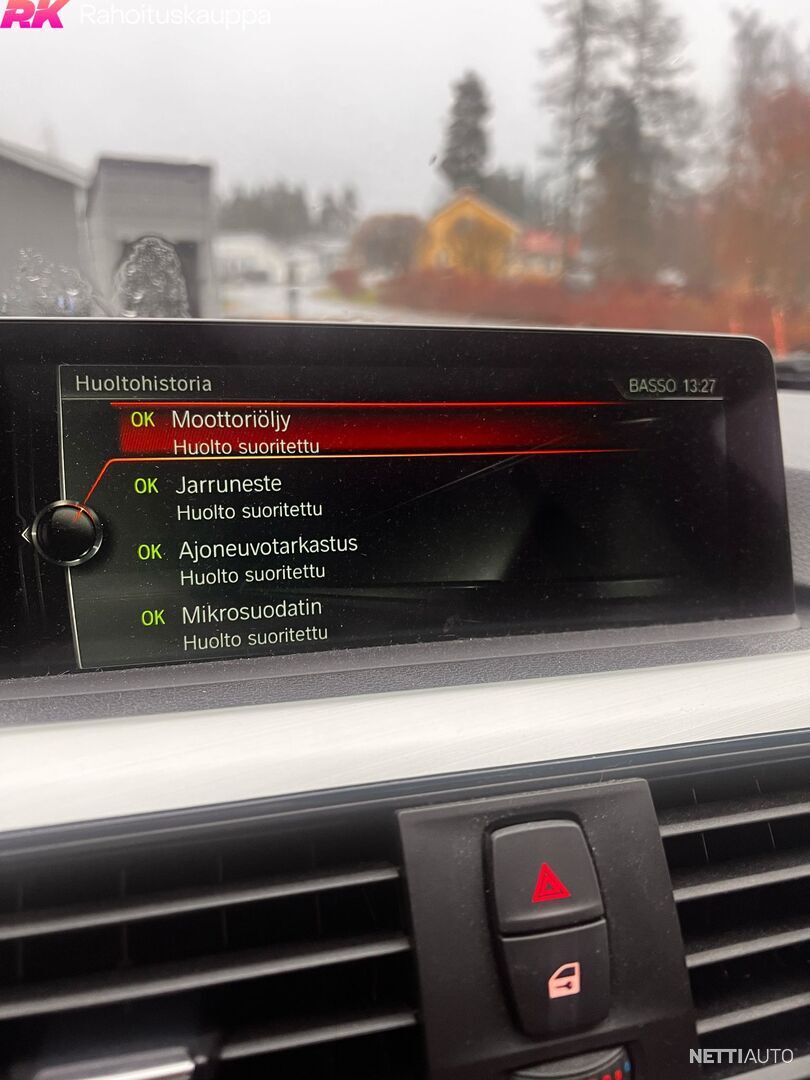 RK Rahoituskauppa
Huoltohistoria
BASSO 13:27
OK Moottoriöljy
Huolto suoritettu
OK Jarruneste
Huolto suoritettu
OK Ajoneuvotarkastus
Huolto suoritettu
OK Mikrosuodatin
Huolto suoritettu
NETTIAUTO